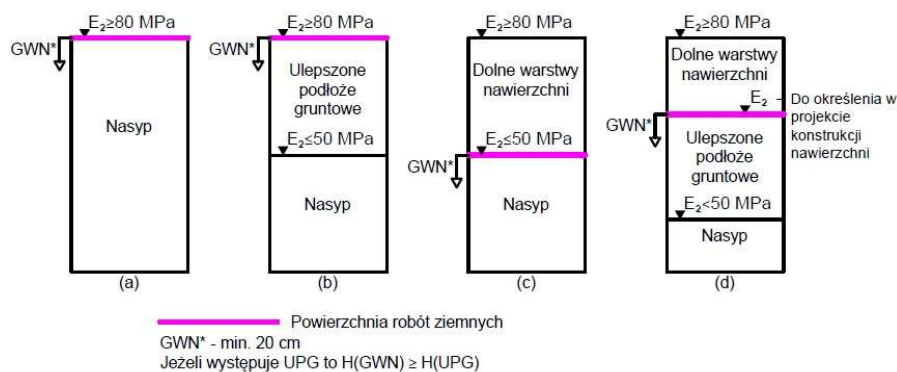 E₂≥80 MPa
GWN*
Nasyp
(a)
E₂≥80 MPa
GWN*
Ulepszone
podłoże
gruntowe
E₂≤50 MPa
Nasyp
(b)
E₂≥80 MPa
Dolne warstwy
nawierzchni
E₂≤50 MPa
GWN*
Nasyp
(c)
E₂≥80 MPa
Dolne warstwy
nawierzchni
E₂ - Do określenia w
projekcie
konstrukcji
nawierzchni
GWN*
Ulepszone
podłoże
gruntowe
E₂<50 MPa
Nasyp
(d)
Powierzchnia robót ziemnych
GWN* - min. 20 cm
Jeżeli występuje UPG to H(GWN) ≥ H(UPG)